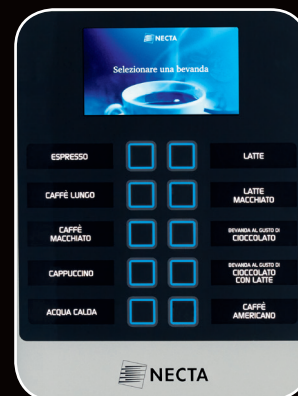 NECTA
Selezionare una bevanda
ESPRESSO
LATTE
CAFFÈ LUNGO
LATTE
MACCHIATO
CAFFÈ
MACCHIATO
BEVANDA AL GUSTO DI
CIOCCOLATO
CAPPUCCINO
BEVANDA AL GUSTO DI
CIOCCOLATO
CON LATTE
ACQUA CALDA
CAFFÈ
AMERICANO
NECTA